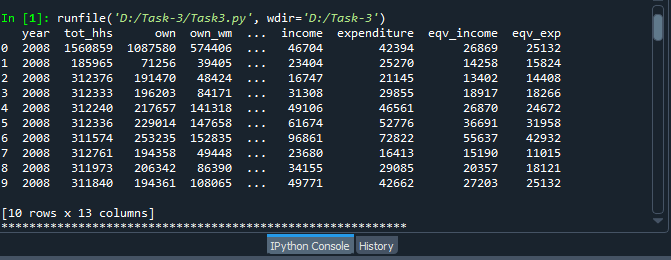 In [1]: runfile('D:/Task-3/Task3.py', wdir='D:/Task-3')
year tot_hhs own own_wm ... income expenditure eqv_income eqv_exp
0 2008 1560859 1087580 574406 ... 46704 42394 26869 25132
1 2008 185965 71256 39405 ... 23404 25270 14258 15824
2 2008 312376 191470 48424 ... 16747 21145 13402 14408
3 2008 312333 196203 84171 ... 31308 29855 18917 18266
4 2008 312240 217657 141318 ... 49106 46561 26870 24672
5 2008 312336 229014 147658 ... 61674 52776 36691 31958
6 2008 311574 253235 152835 ... 96861 72822 55637 42932
7 2008 312761 194358 49448 ... 23680 16413 15190 11015
8 2008 311973 206342 86390 ... 34155 29085 20357 18121
9 2008 311840 194361 108065 ... 49771 42662 27203 25132
[10 rows x 13 columns]
**********************************************************
IPython Console History